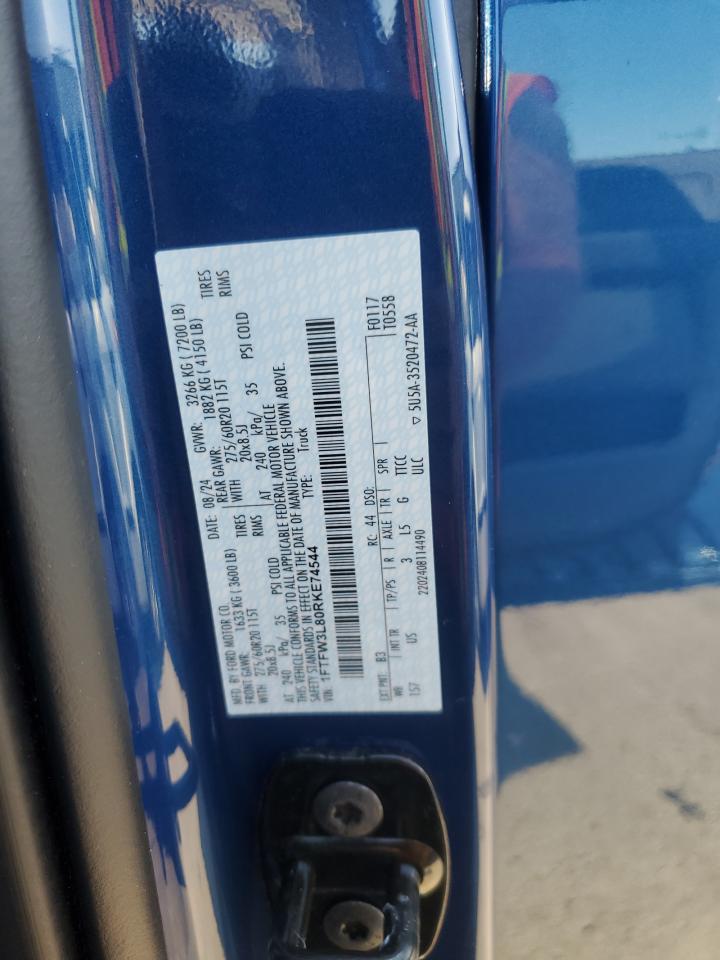 MFD. BY FORD MOTOR CO. DATE: 08/24 GVWR: 3266 KG ( 7200 LB)
FRONT GAWR: 1633 KG (3600 LB) REAR GAWR: 1882 KG ( 4150 LB)
WITH 275/60R20 115T TIRES WITH 275/60R20 115T TIRES
20x8.5J RIMS 20x8.5J RIMS
AT 240 kPa/ 35 PSI COLD AT 240 kPa/ 35 PSI COLD
THIS VEHICLE CONFORMS TO ALL APPLICABLE FEDERAL MOTOR VEHICLE
SAFETY STANDARDS IN EFFECT ON THE DATE OF MANUFACTURE SHOWN ABOVE.
VIN: 1FTFW3L80RKE74544 TYPE: Truck
F0117
T0558
EXT PNT: B3 RC: 44 DSO:
WB INT TR TP/PS R AXLE TR SPR
157 US 3 L5 G TTCC
2202408114490 ULC ▽ 5U5A-3520472-AA